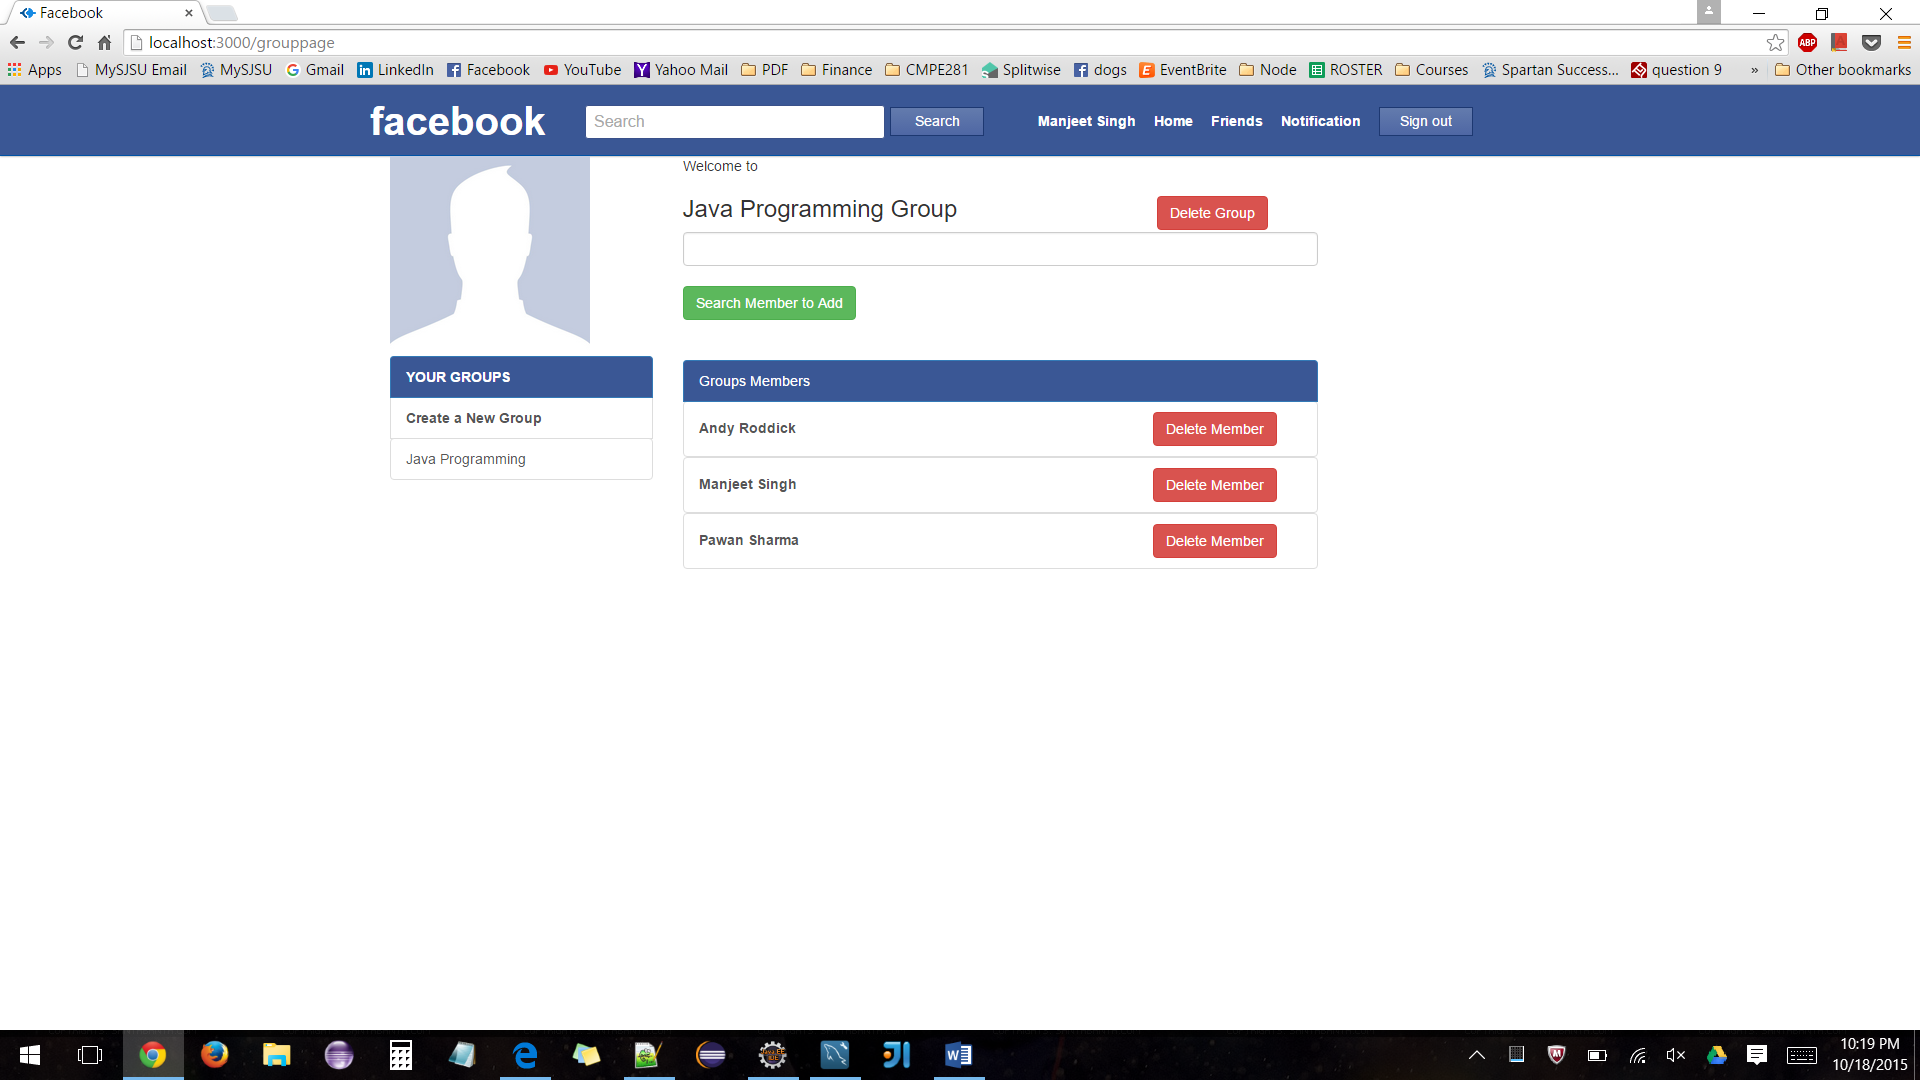 Facebook
localhost:3000/grouppage
Apps MySJSU Email MySJSU Gmail LinkedIn Facebook YouTube Yahoo Mail PDF Finance CMPE281 Splitwise dogs EventBrite Node ROSTER Courses Spartan Success... question 9 » Other bookmarks
facebook Search Search Manjeet Singh Home Friends Notification Sign out
Welcome to
Java Programming Group Delete Group
Search Member to Add
YOUR GROUPS
Create a New Group
Java Programming
Groups Members
Andy Roddick Delete Member
Manjeet Singh Delete Member
Pawan Sharma Delete Member
10:19 PM
10/18/2015